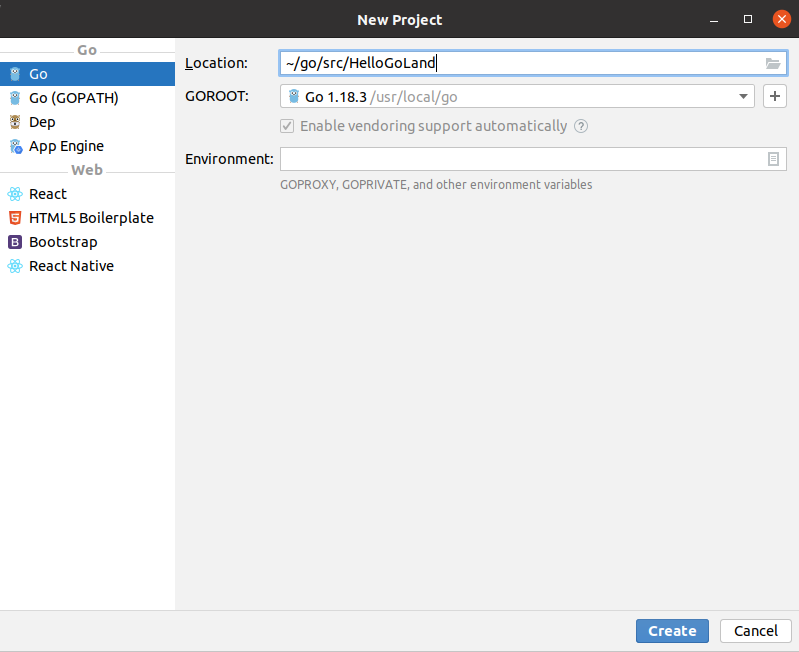 New Project
Go
Go
Go (GOPATH)
Dep
App Engine
Web
React
HTML5 Boilerplate
Bootstrap
React Native
Location: ~/go/src/HelloGoLand
GOROOT: Go 1.18.3 /usr/local/go
Enable vendoring support automatically ?
Environment:
GOPROXY, GOPRIVATE, and other environment variables
Create Cancel